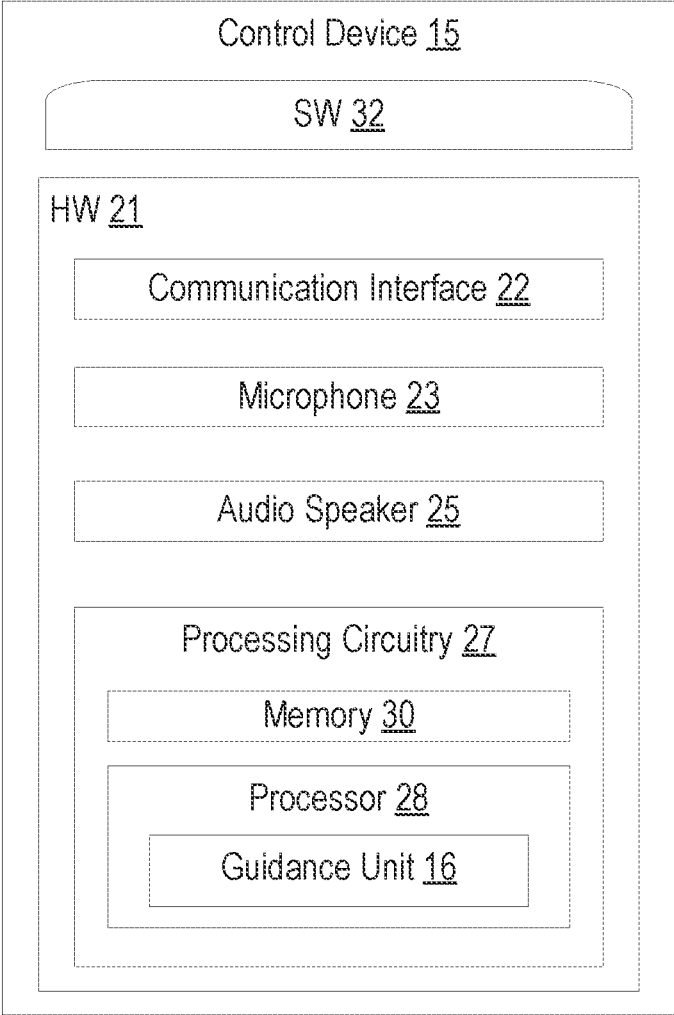 Control Device 15
SW 32
HW 21
Communication Interface 22
Microphone 23
Audio Speaker 25
Processing Circuitry 27
Memory 30
Processor 28
Guidance Unit 16